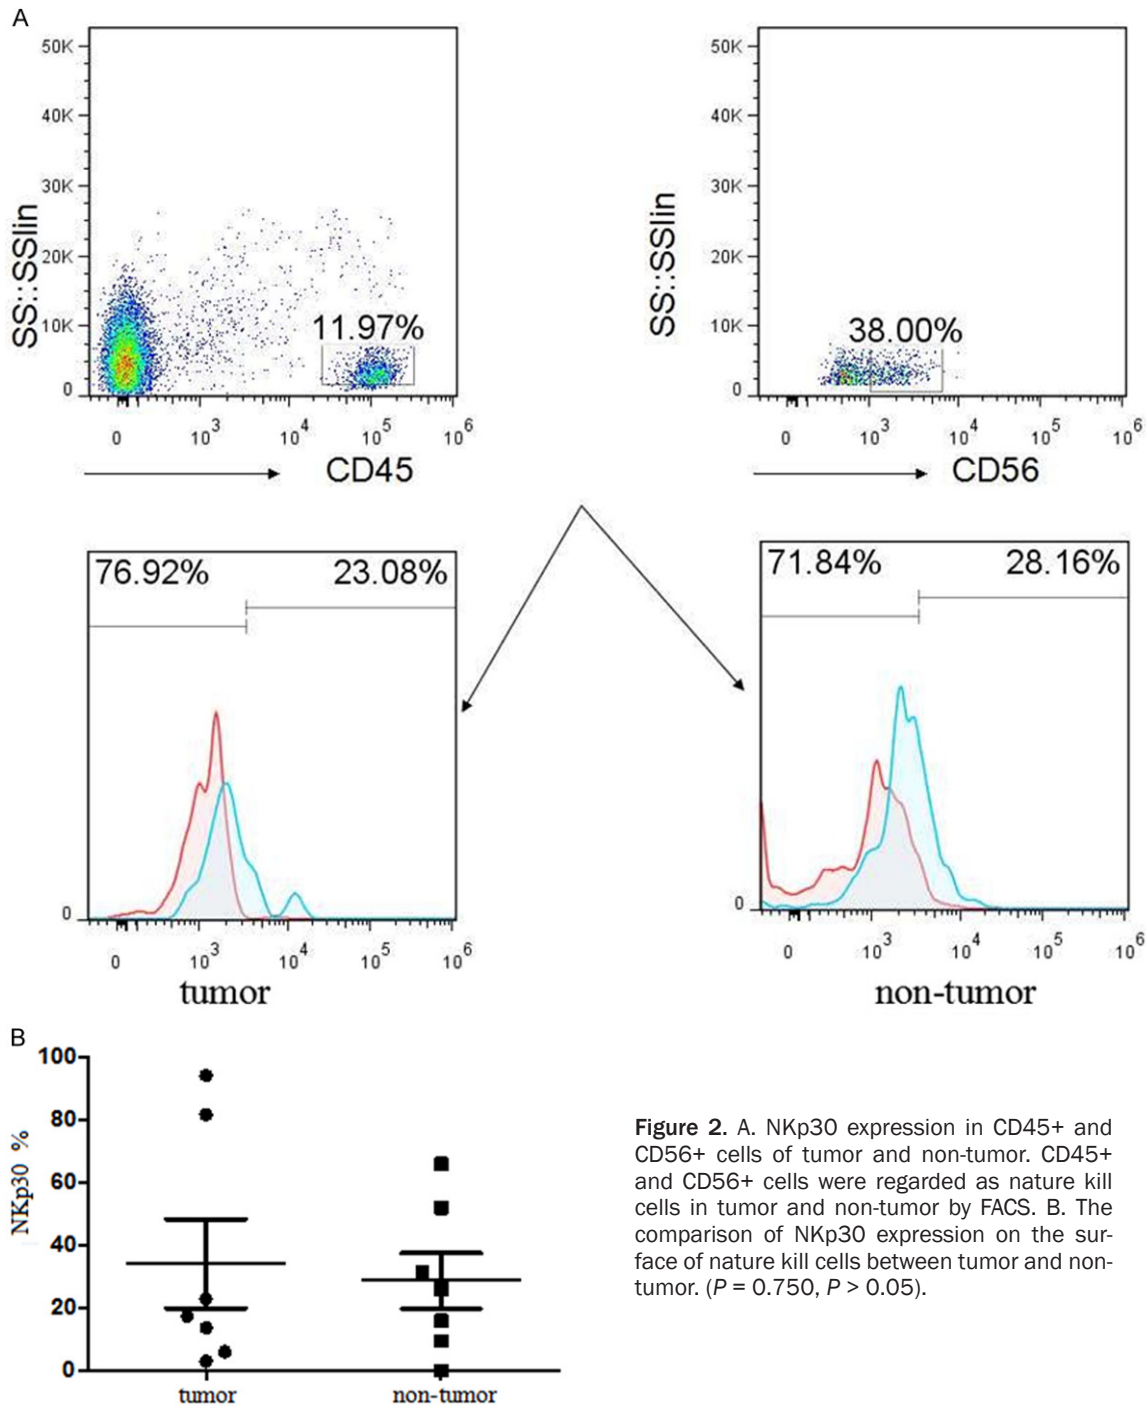 A
50K
40K
30K
20K
10K
0
SS::SSlin
11.97%
0 10^3 10^4 10^5 10^6
CD45
50K
40K
30K
20K
10K
0
SS::SSlin
38.00%
0 10^3 10^4 10^5 10^6
CD56
76.92% 23.08%
0
0 10^3 10^4 10^5 10^6
tumor
71.84% 28.16%
0
0 10^3 10^4 10^5 10^6
non-tumor
B
100
80
60
40
20
0
NKp30 %
tumor non-tumor
Figure 2. A. NKp30 expression in CD45+ and
CD56+ cells of tumor and non-tumor. CD45+
and CD56+ cells were regarded as nature kill
cells in tumor and non-tumor by FACS. B. The
comparison of NKp30 expression on the sur-
face of nature kill cells between tumor and non-
tumor. (P = 0.750, P > 0.05).